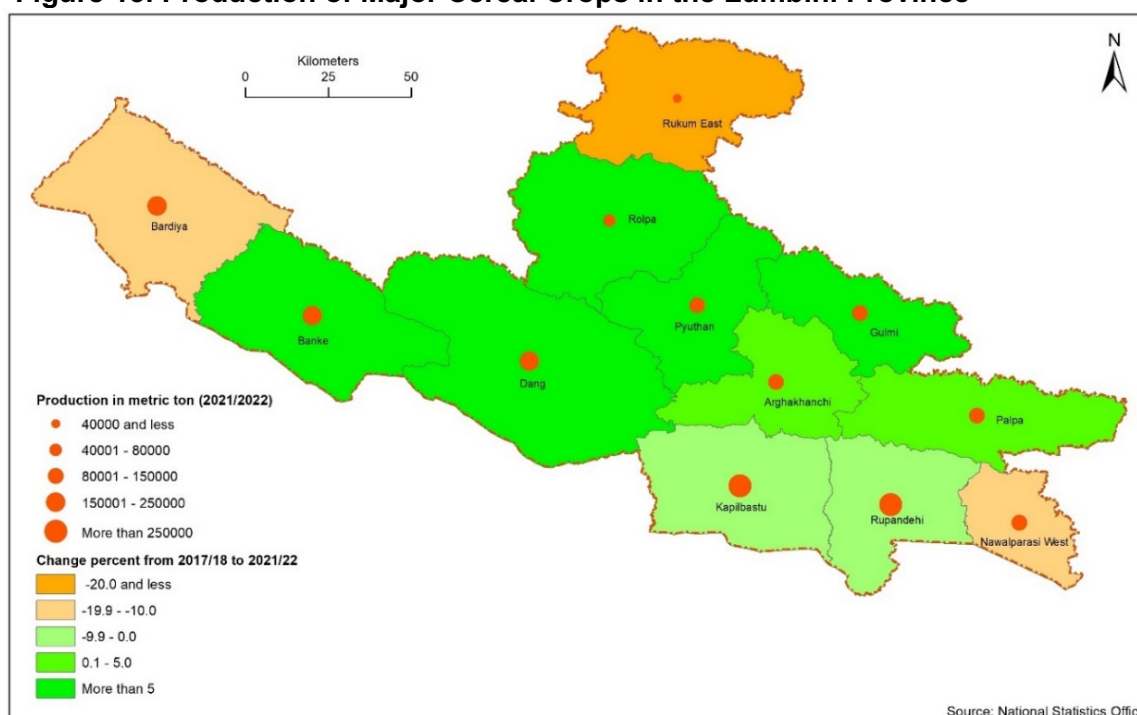 Figure 13: Production of Major Cereal Crops in the Lumbini Province
Kilometers
0 25 50
N
Rukum East
Bardiya
Rolpa
Banke
Pyuthan
Gulmi
Dang
Arghakhanchi
Palpa
Kapilbastu
Rupandehi
Nawalparasi West
Production in metric ton (2021/2022)
40000 and less
40001 - 80000
80001 - 150000
150001 - 250000
More than 250000
Change percent from 2017/18 to 2021/22
-20.0 and less
-19.9 - -10.0
-9.9 - 0.0
0.1 - 5.0
More than 5
Source: National Statistics Offic